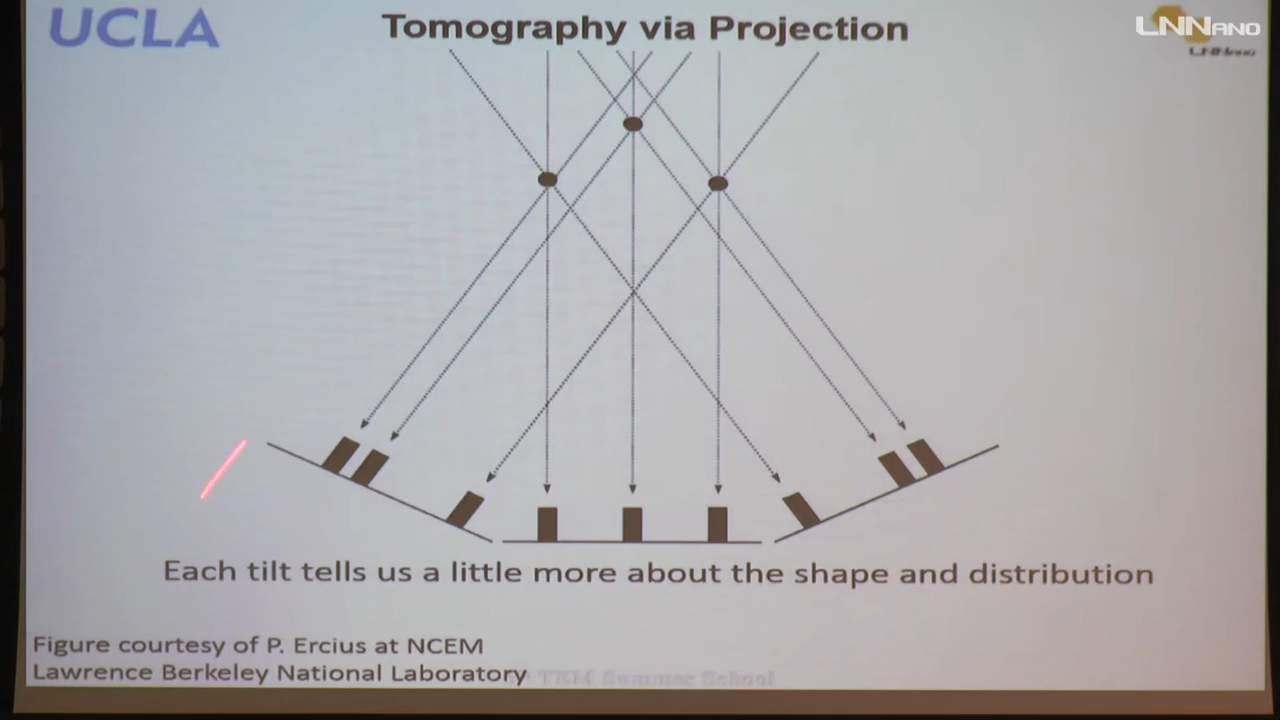 UCLA
Tomography via Projection
LNNANO
LNNano
Each tilt tells us a little more about the shape and distribution
Figure courtesy of P. Ercius at NCEM
Lawrence Berkeley National Laboratory
TEM Summer School